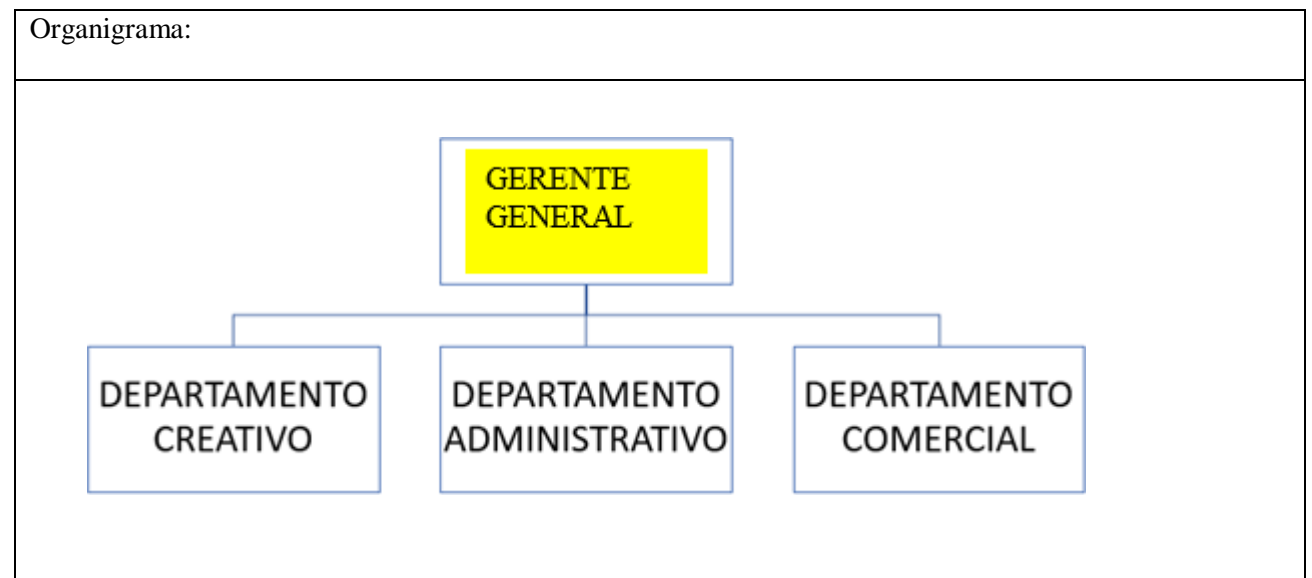 Organigrama:
GERENTE
GENERAL
DEPARTAMENTO
CREATIVO
DEPARTAMENTO
ADMINISTRATIVO
DEPARTAMENTO
COMERCIAL